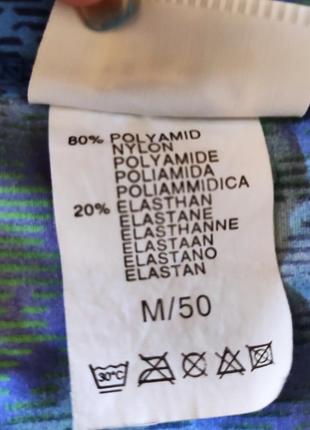 80% POLYAMID
NYLON
POLYAMIDE
POLIAMIDA
POLIAMMIDICA
20% ELASTHAN
ELASTANE
ELASTHANNE
ELASTAAN
ELASTANO
ELASTAN
M/50
30°C